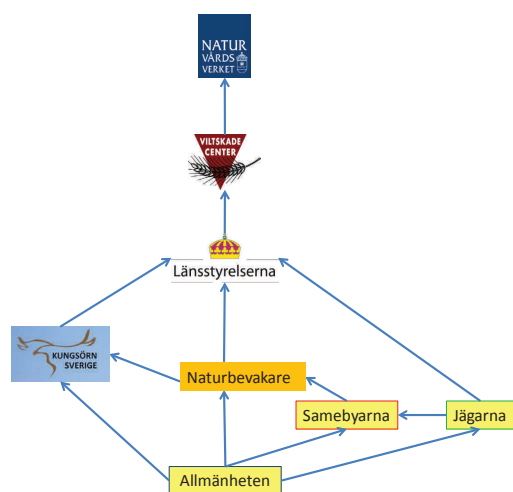 NATUR
VÅRDS
VERKET
VILTSKADE
CENTER
Länsstyrelserna
KUNGSÖRN
SVERIGE
Naturbevakare
Samebyarna
Jägarna
Allmänheten